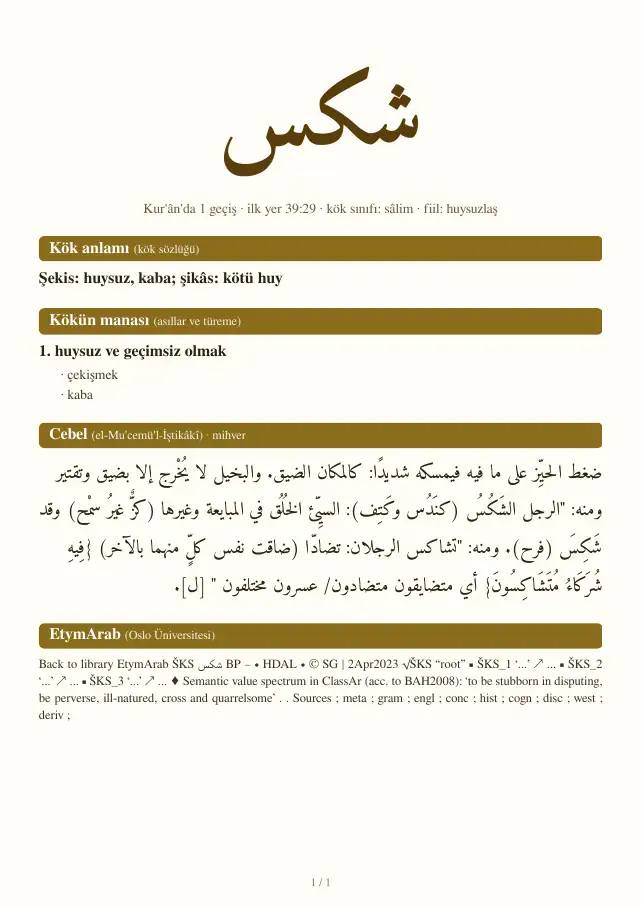 شكس
Kur'ân'da 1 geçiş · ilk yer 39:29 · kök sınıfı: sâlim · fiil: huysuzlaş
Kök anlamı (kök sözlüğü)
Şekis: huysuz, kaba; şikâs: kötü huy
Kökün manası (asıllar ve türeme)
1. huysuz ve geçimsiz olmak
· çekişmek
· kaba
Cebel (el-Mu'cemü'l-İştikâkî) · mihver
ضغط الحيِّز على ما فيه فيمسكه شديدًا: كالمكان الضيق. والبخيل لا يُخْرج إلا بضيق وتقتير
ومنه: "الرجل الشَكُسُ (كنَدُس وكَتِف): السيِّئ الخُلُق في المبايعة وغيرها (كزٌّ غيرُ سمْح) وقد
شَكِسَ (فرح). ومنه: "تشاكس الرجلان: تضادّا (ضاقت نفس كلٍّ منهما بالآخر) {فِيهِ
شُرَكَاءُ مُتَشَاكِسُونَ} أي متضايقون متضادون/ عسرون مختلفون " [ل].
EtymArab (Oslo Üniversitesi)
Back to library EtymArab ŠKS شكس BP – • HDAL • © SG | 2Apr2023 √ŠKS “root” ▪ ŠKS_1 ‘...’ ↗ ... ▪ ŠKS_2
‘...’ ↗ ... ▪ ŠKS_3 ‘...’ ↗ ... ♦ Semantic value spectrum in ClassAr (acc. to BAH2008): ‘to be stubborn in disputing,
be perverse, ill-natured, cross and quarrelsome’ . . Sources ; meta ; gram ; engl ; conc ; hist ; cogn ; disc ; west ;
deriv ;
1 / 1